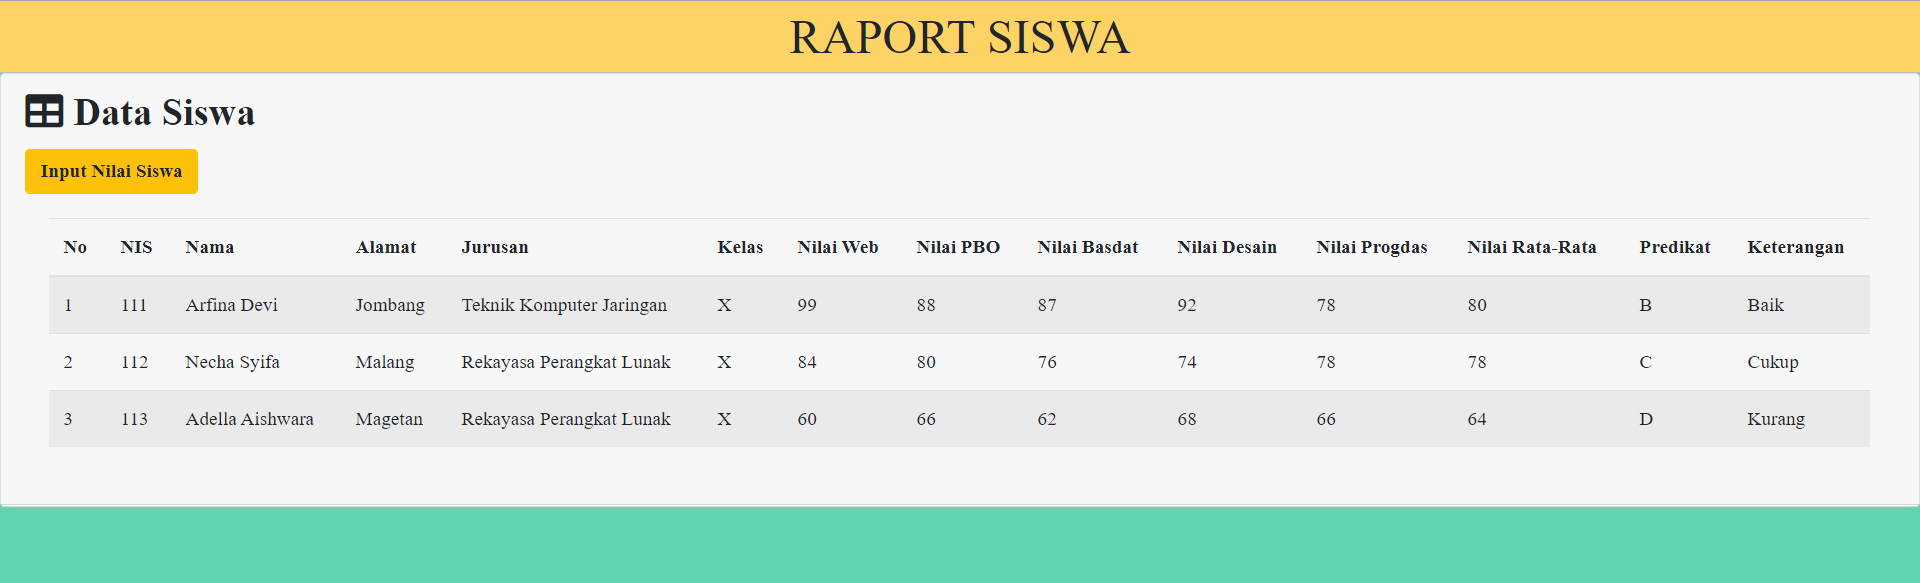 RAPORT SISWA
Data Siswa
Input Nilai Siswa
No NIS Nama Alamat Jurusan Kelas Nilai Web Nilai PBO Nilai Basdat Nilai Desain Nilai Progdas Nilai Rata-Rata Predikat Keterangan
1 111 Arfina Devi Jombang Teknik Komputer Jaringan X 99 88 87 92 78 80 B Baik
2 112 Necha Syifa Malang Rekayasa Perangkat Lunak X 84 80 76 74 78 78 C Cukup
3 113 Adella Aishwara Magetan Rekayasa Perangkat Lunak X 60 66 62 68 66 64 D Kurang